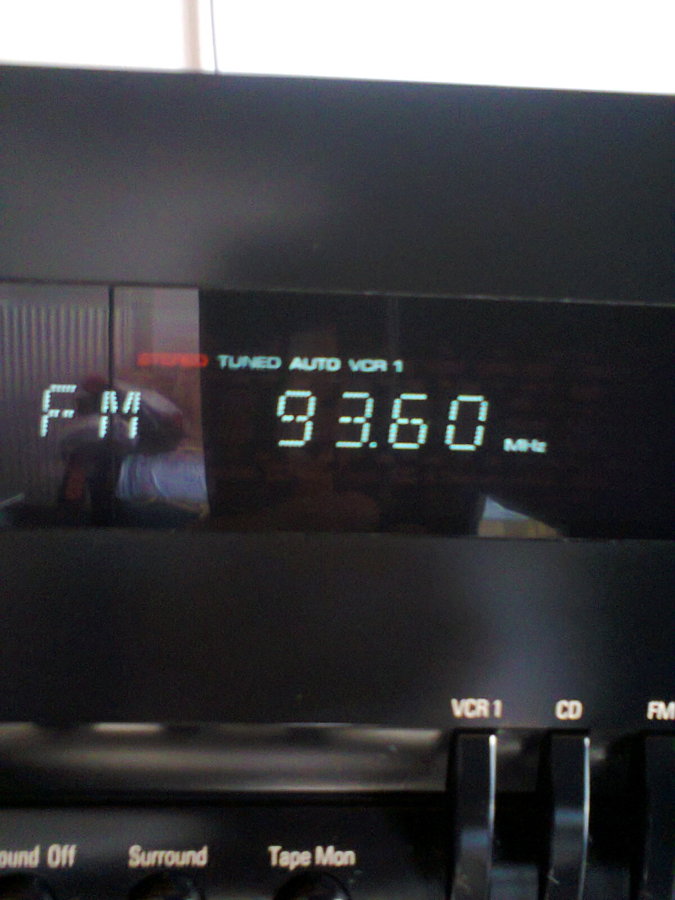 STEREO TUNED AUTO VCR 1
FM 93.60 MHz
VCR 1 CD FM
ound Off Surround Tape Mon